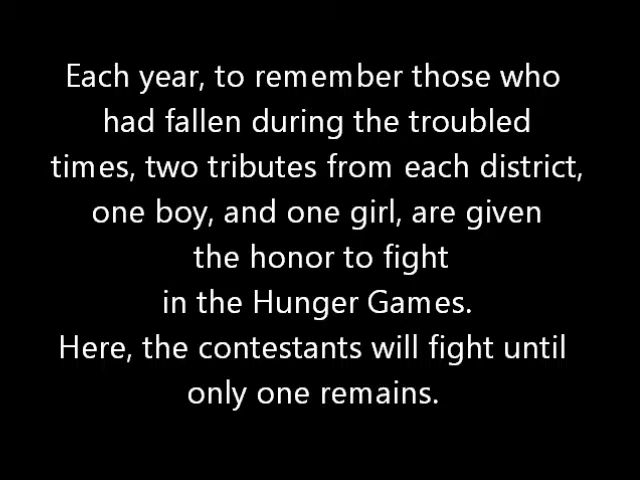 Each year, to remember those who
had fallen during the troubled
times, two tributes from each district,
one boy, and one girl, are given
the honor to fight
in the Hunger Games.
Here, the contestants will fight until
only one remains.